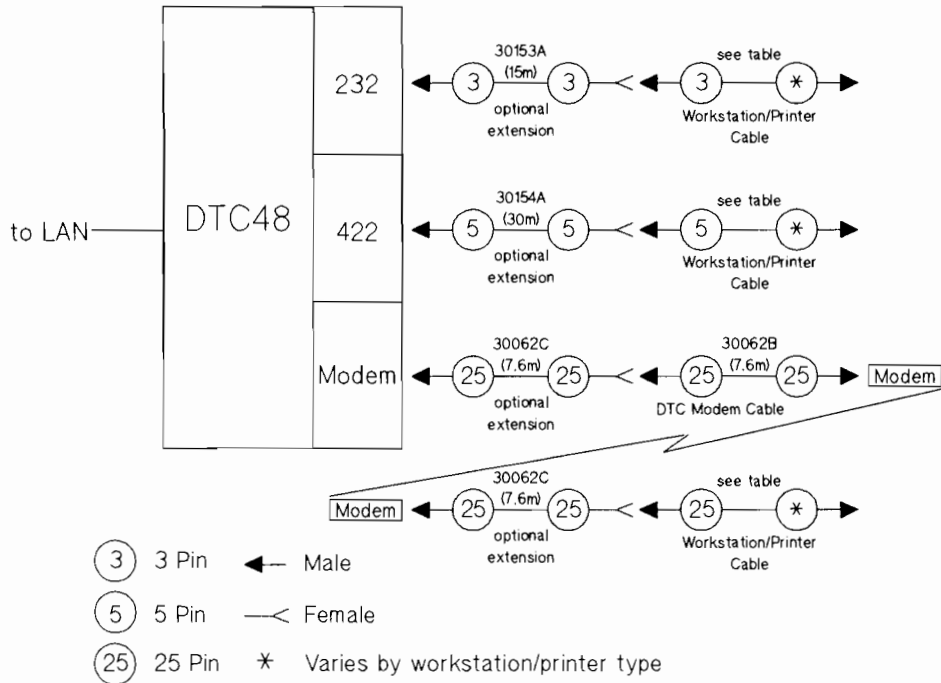 to LAN
DTC48
232
30153A
(15m)
3
3
optional
extension
see table
3
*
Workstation/Printer
Cable
422
30154A
(30m)
5
5
optional
extension
see table
5
*
Workstation/Printer
Cable
Modem
30062C
(7.6m)
25
25
optional
extension
30062B
(7.6m)
25
25
DTC Modem Cable
Modem
Modem
30062C
(7.6m)
25
25
optional
extension
see table
25
*
Workstation/Printer
Cable
3 3 Pin Male
5 5 Pin Female
25 25 Pin * Varies by workstation/printer type